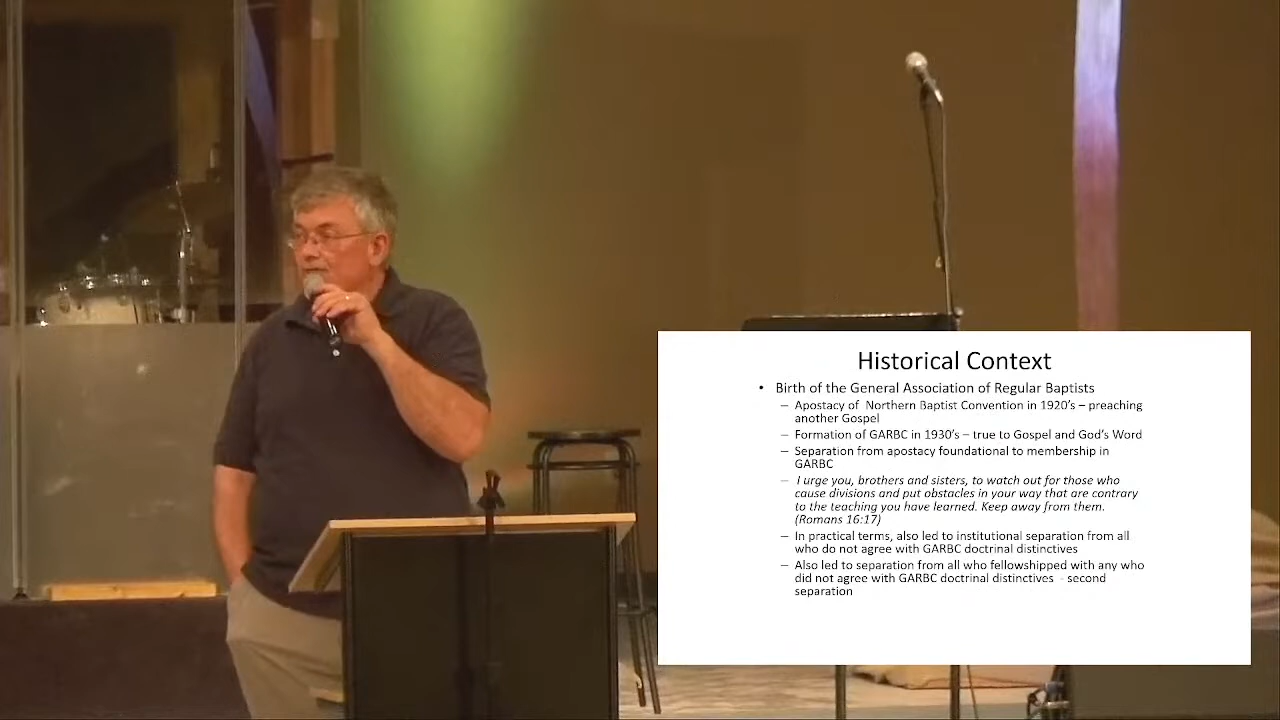 Historical Context
• Birth of the General Association of Regular Baptists
– Apostacy of Northern Baptist Convention in 1920's – preaching
another Gospel
– Formation of GARBC in 1930's – true to Gospel and God's Word
– Separation from apostacy foundational to membership in
GARBC
– I urge you, brothers and sisters, to watch out for those who
cause divisions and put obstacles in your way that are contrary
to the teaching you have learned. Keep away from them.
(Romans 16:17)
– In practical terms, also led to institutional separation from all
who do not agree with GARBC doctrinal distinctives
– Also led to separation from all who fellowshipped with any who
did not agree with GARBC doctrinal distinctives - second
separation